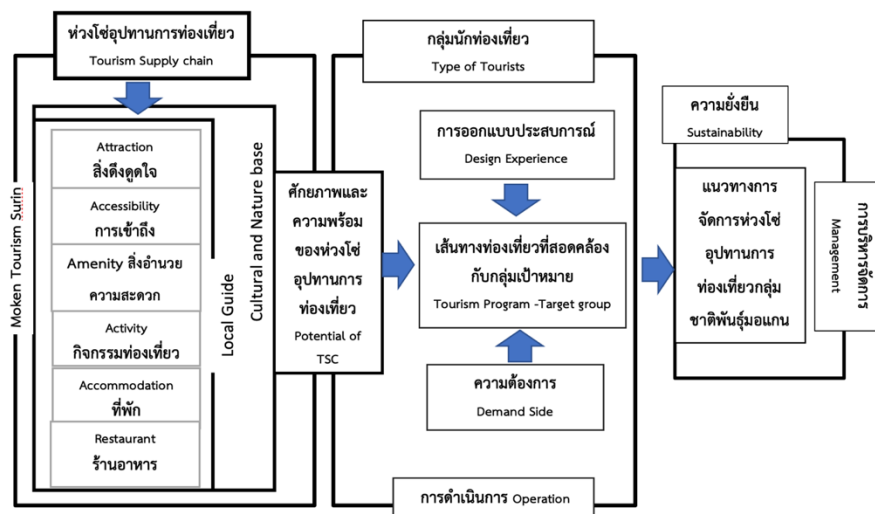 ห่วงโซ่อุปทานการท่องเที่ยว
Tourism Supply chain
Moken Tourism Surin
Attraction
สิ่งดึงดูดใจ
Accessibility
การเข้าถึง
Amenity สิ่งอำนวย
ความสะดวก
Activity
กิจกรรมท่องเที่ยว
Accommodation
ที่พัก
Restaurant
ร้านอาหาร
Local Guide
Cultural and Nature base
ศักยภาพและ
ความพร้อม
ของห่วงโซ่
อุปทานการ
ท่องเที่ยว
Potential of
TSC
กลุ่มนักท่องเที่ยว
Type of Tourists
การออกแบบประสบการณ์
Design Experience
เส้นทางท่องเที่ยวที่สอดคล้อง
กับกลุ่มเป้าหมาย
Tourism Program -Target group
ความต้องการ
Demand Side
การดำเนินการ Operation
ความยั่งยืน
Sustainability
แนวทางการ
จัดการห่วงโซ่
อุปทานการ
ท่องเที่ยวกลุ่ม
ชาติพันธุ์มอแกน
การบริหารจัดการ
Management